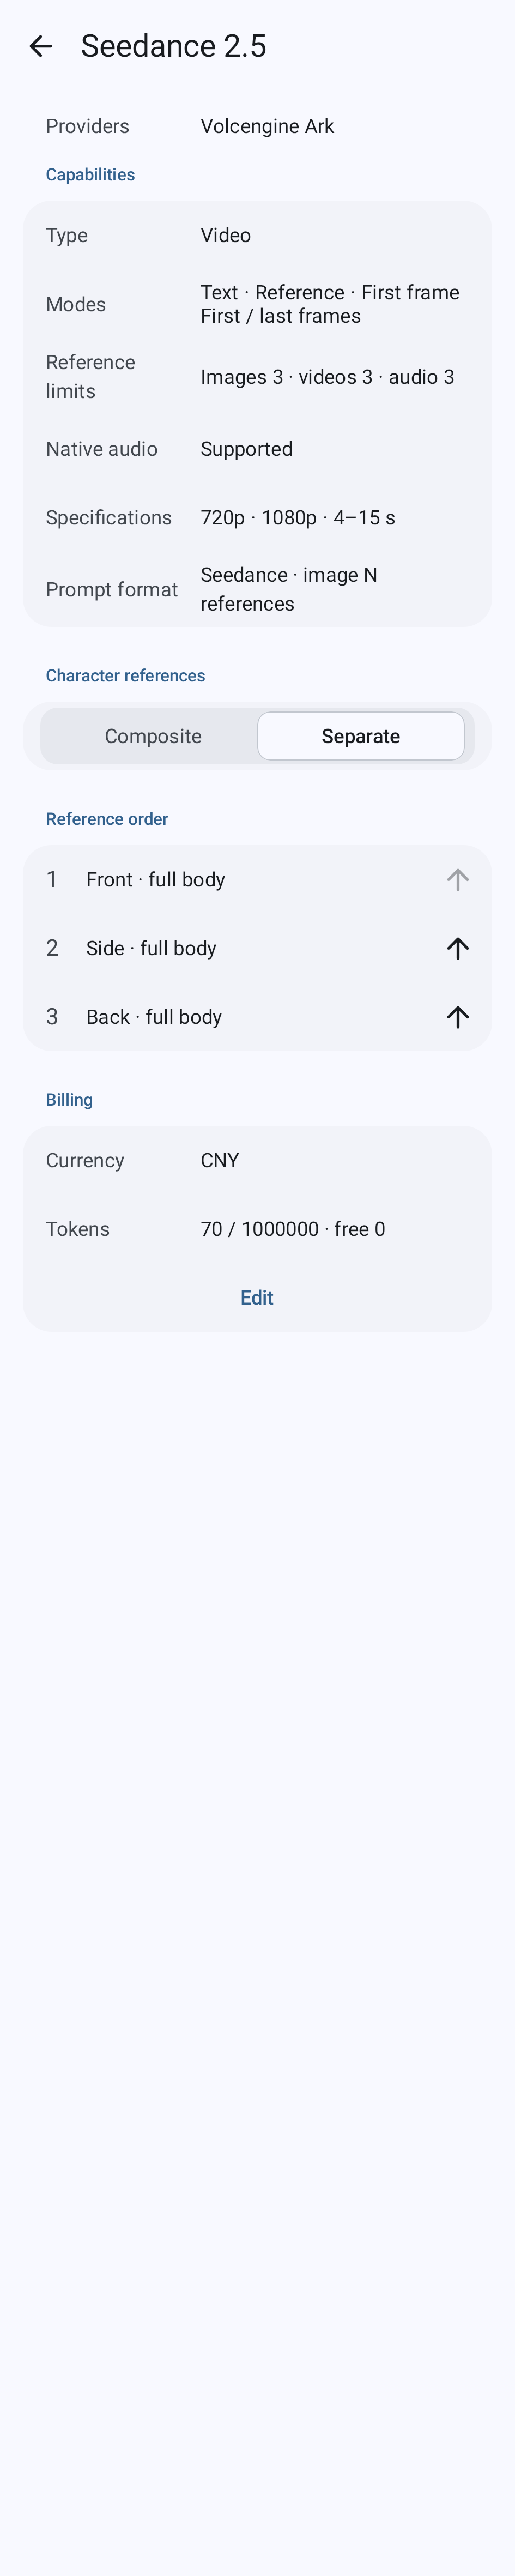 Seedance 2.5
Providers Volcengine Ark
Capabilities
Type Video
Modes Text · Reference · First frame
First / last frames
Reference limits Images 3 · videos 3 · audio 3
Native audio Supported
Specifications 720p · 1080p · 4–15 s
Prompt format Seedance · image N
references
Character references
Composite Separate
Reference order
1 Front · full body
2 Side · full body
3 Back · full body
Billing
Currency CNY
Tokens 70 / 1000000 · free 0
Edit